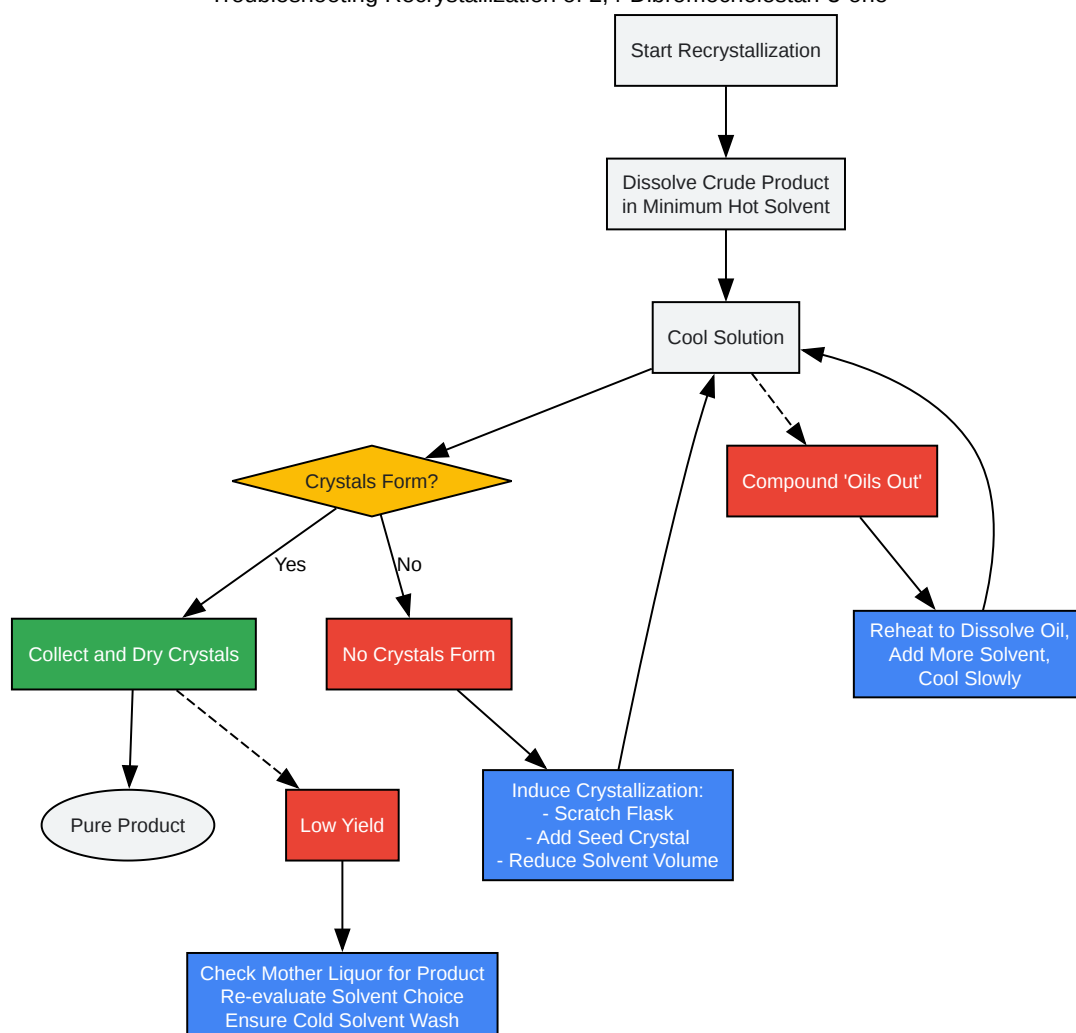 Troubleshooting Recrystallization of
Start Recrystallization
Dissolve Crude Product
in Minimum Hot Solvent
Cool Solution
Crystals Form?
Compound 'Oils Out'
Yes
No
Collect and Dry Crystals
No Crystals Form
Reheat to Dissolve Oil,
Add More Solvent,
Cool Slowly
Pure Product
Low Yield
Induce Crystallization:
- Scratch Flask
- Add Seed Crystal
- Reduce Solvent Volume
Check Mother Liquor for Product
Re-evaluate Solvent Choice
Ensure Cold Solvent Wash